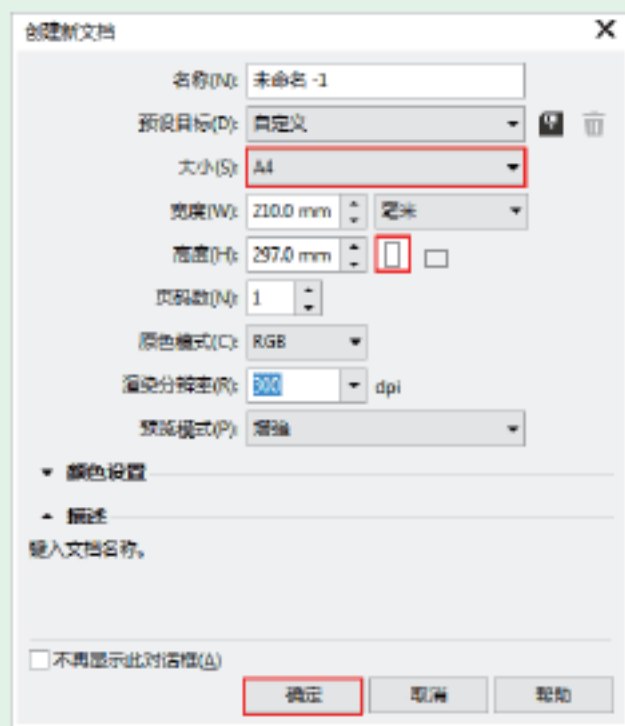 创建新文档
名称(N): 未命名 -1
预设目标(D): 自定义
大小(S): A4
宽度(W): 210.0 mm 毫米
高度(H): 297.0 mm
页码数(N): 1
原色模式(C): RGB
渲染分辨率(R): 300 dpi
预览模式(P): 增强
颜色设置
描述
键入文档名称。
不再显示此对话框(A)
确定 取消 帮助